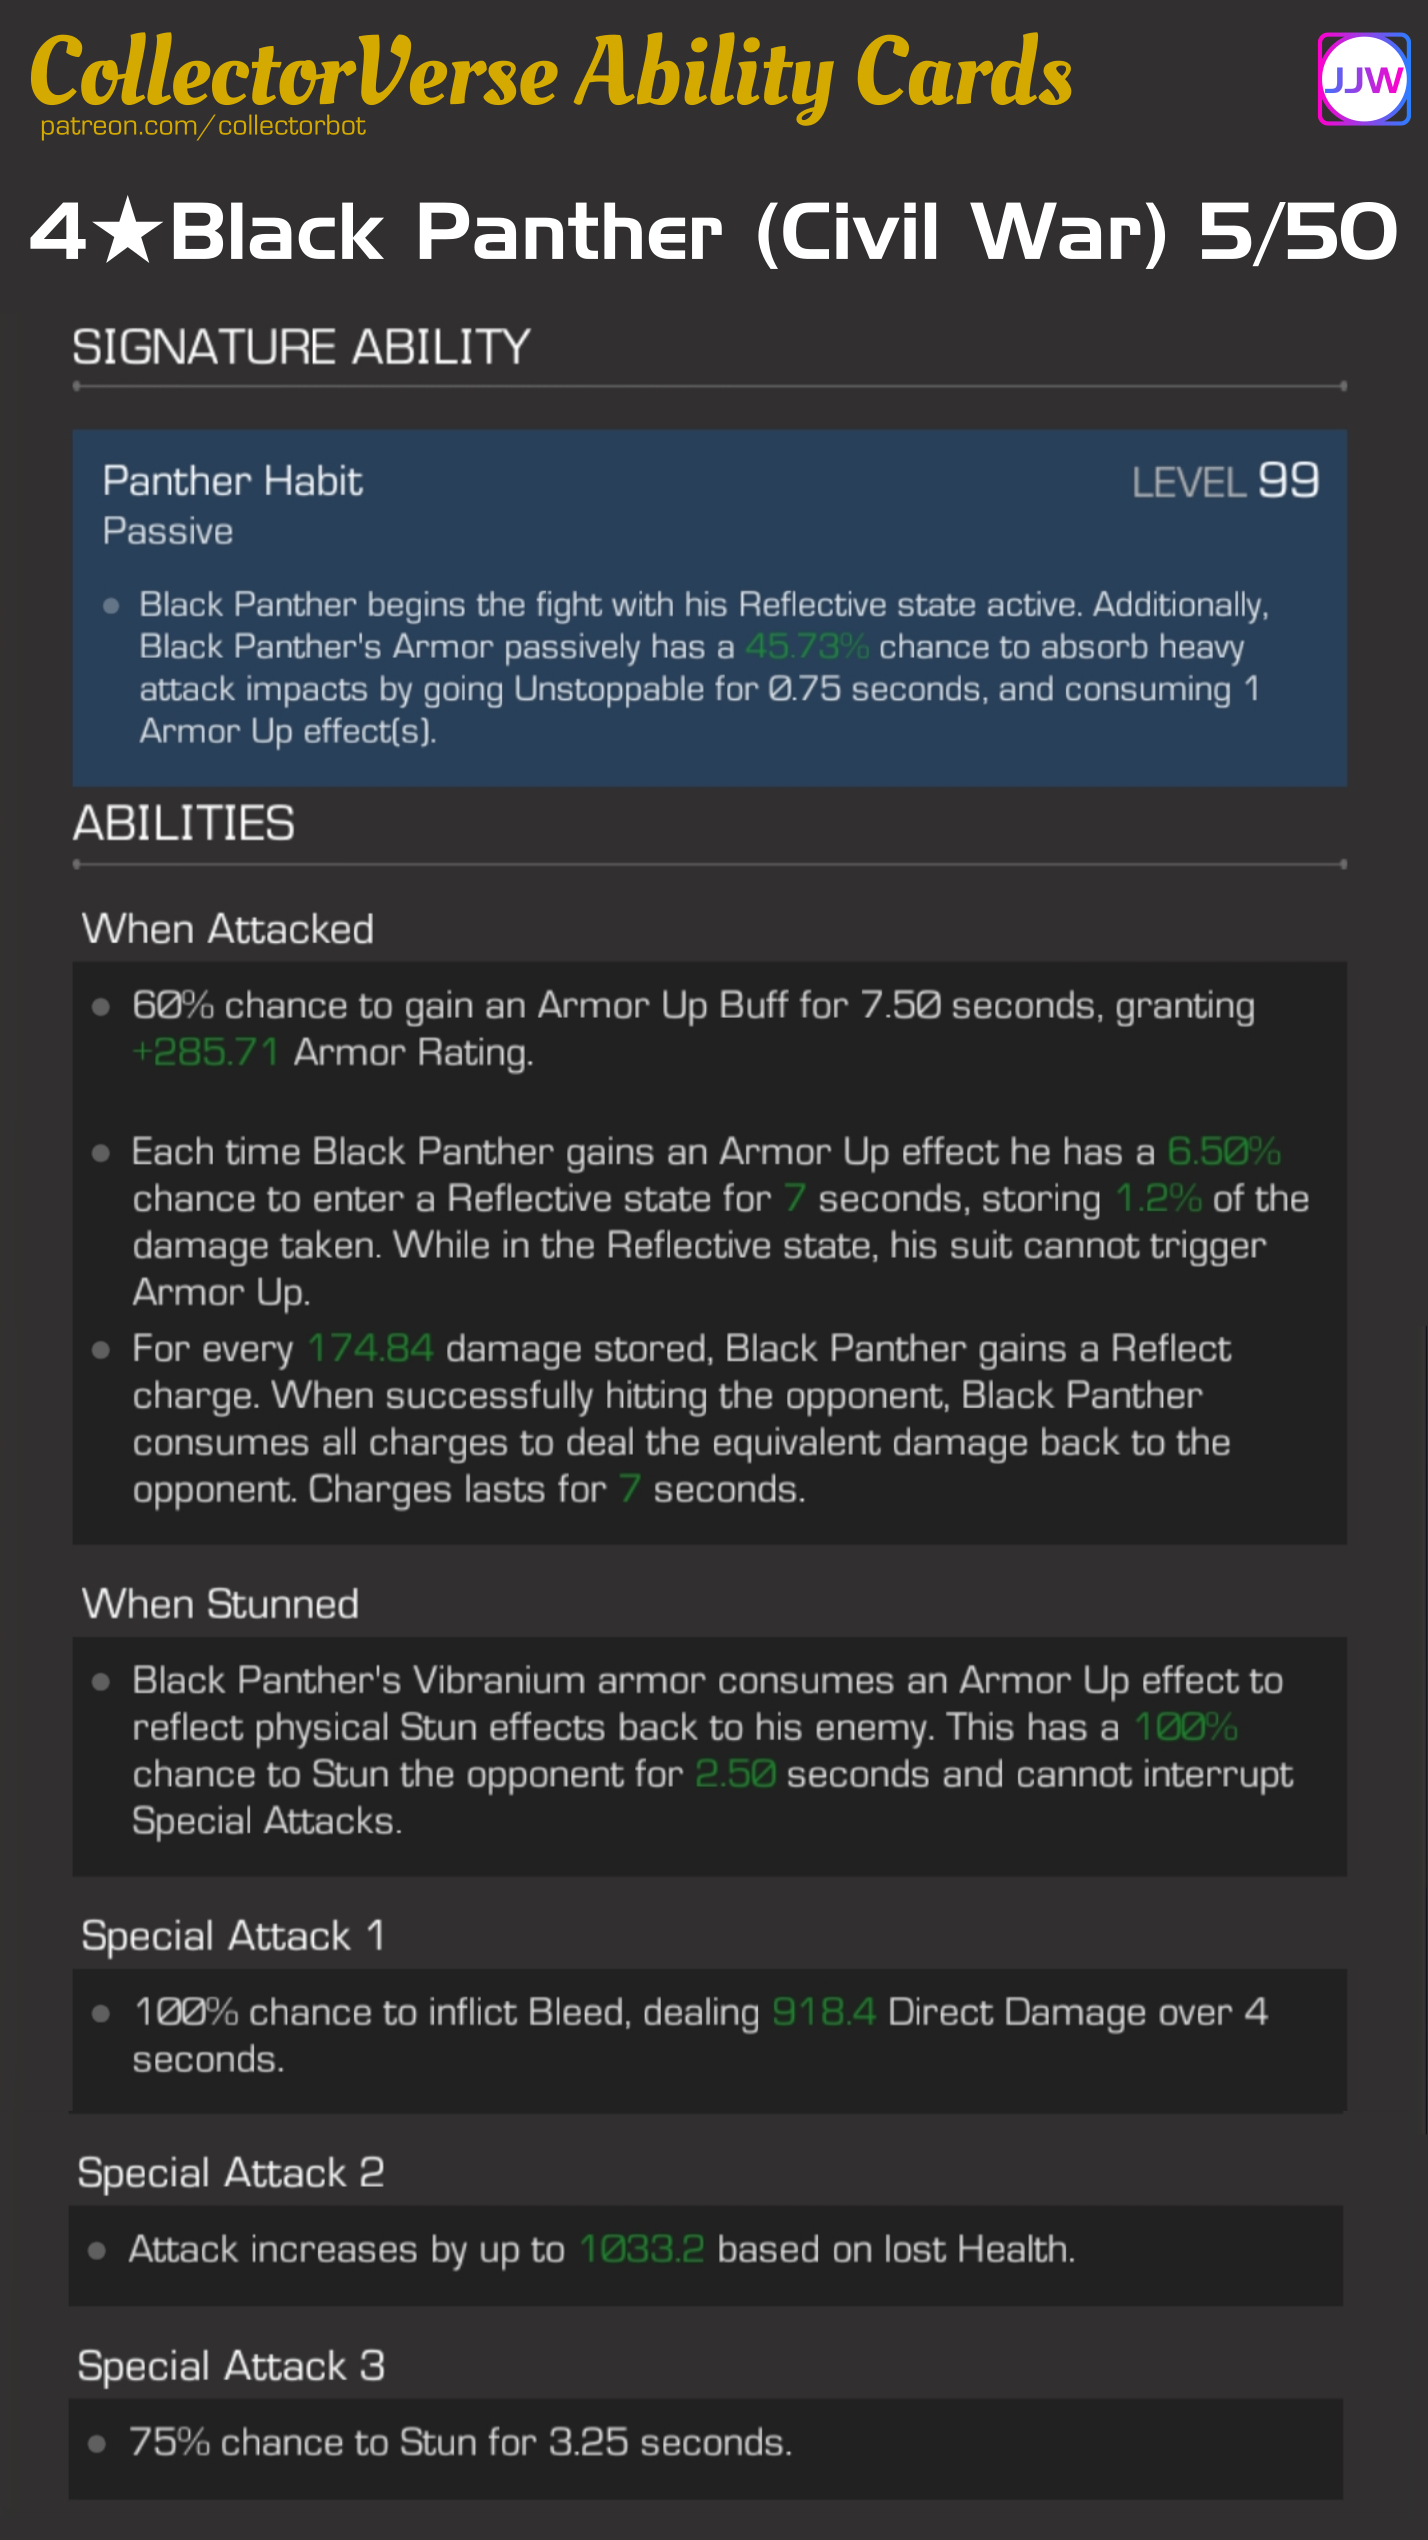 CollectorVerse Ability Cards
JJW
patreon.com/collectorbot
4★Black Panther (Civil War) 5/50
SIGNATURE ABILITY
Panther Habit
LEVEL 99
Passive
Black Panther begins the fight with his Reflective state active. Additionally,
Black Panther's Armor passively has a 45.73% chance to absorb heavy
attack impacts by going Unstoppable for 0.75 seconds, and consuming 1
Armor Up effect(s).
ABILITIES
When Attacked
60% chance to gain an Armor Up Buff for 7.50 seconds, granting
+285.71 Armor Rating.
Each time Black Panther gains an Armor Up effect he has a 6.50%
chance to enter a Reflective state for 7 seconds, storing 1.2% of the
damage taken. While in the Reflective state, his suit cannot trigger
Armor Up.
For every 174.84 damage stored, Black Panther gains a Reflect
charge. When successfully hitting the opponent, Black Panther
consumes all charges to deal the equivalent damage back to the
opponent. Charges lasts for 7 seconds.
When Stunned
Black Panther's Vibranium armor consumes an Armor Up effect to
reflect physical Stun effects back to his enemy. This has a 100%
chance to Stun the opponent for 2.50 seconds and cannot interrupt
Special Attacks.
Special Attack 1
100% chance to inflict Bleed, dealing 918.4 Direct Damage over 4
seconds.
Special Attack 2
Attack increases by up to 1033.2 based on lost Health.
Special Attack 3
75% chance to Stun for 3.25 seconds.